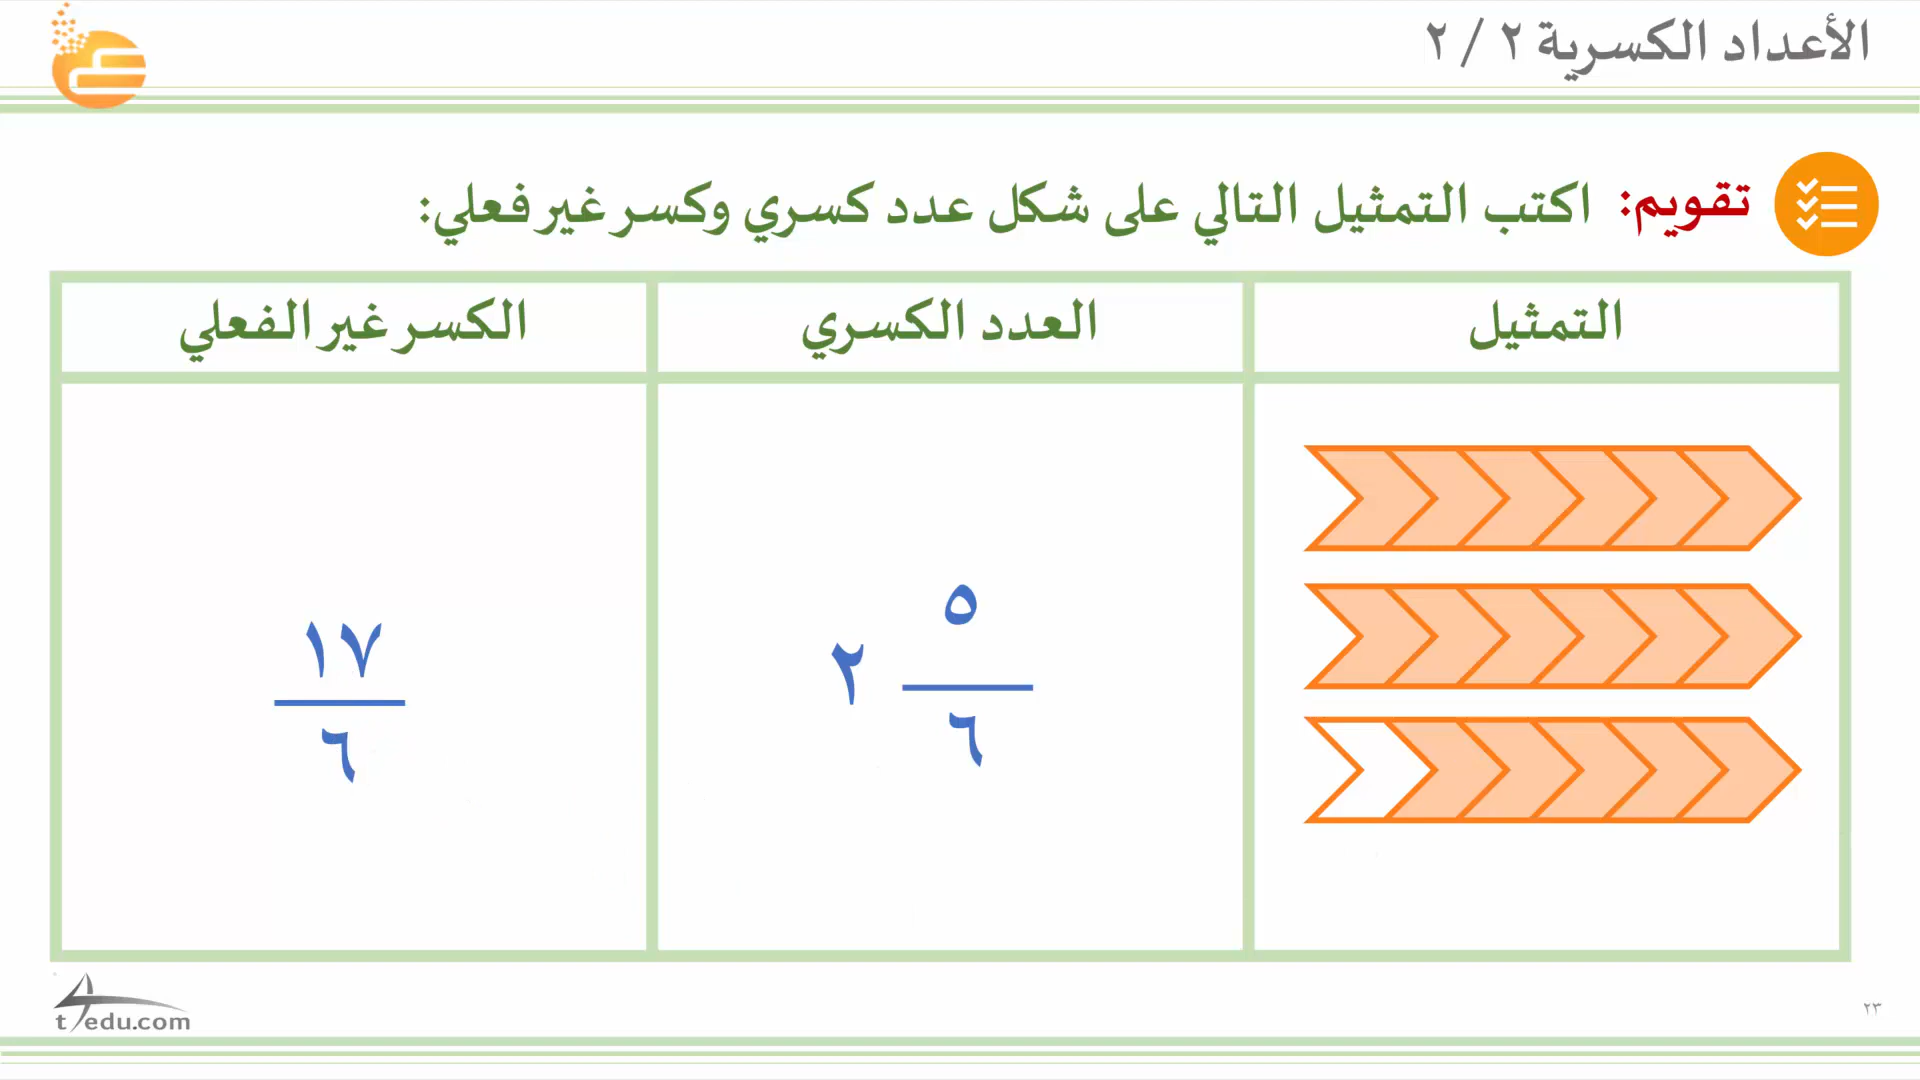 الأعداد الكسرية ٢ / ٢
تقويم: اكتب التمثيل التالي على شكل عدد كسري وكسر غير فعلي:
التمثيل العدد الكسري الكسر غير الفعلي
٢ ٥/٦
١٧/٦
t4edu.com
٢٣